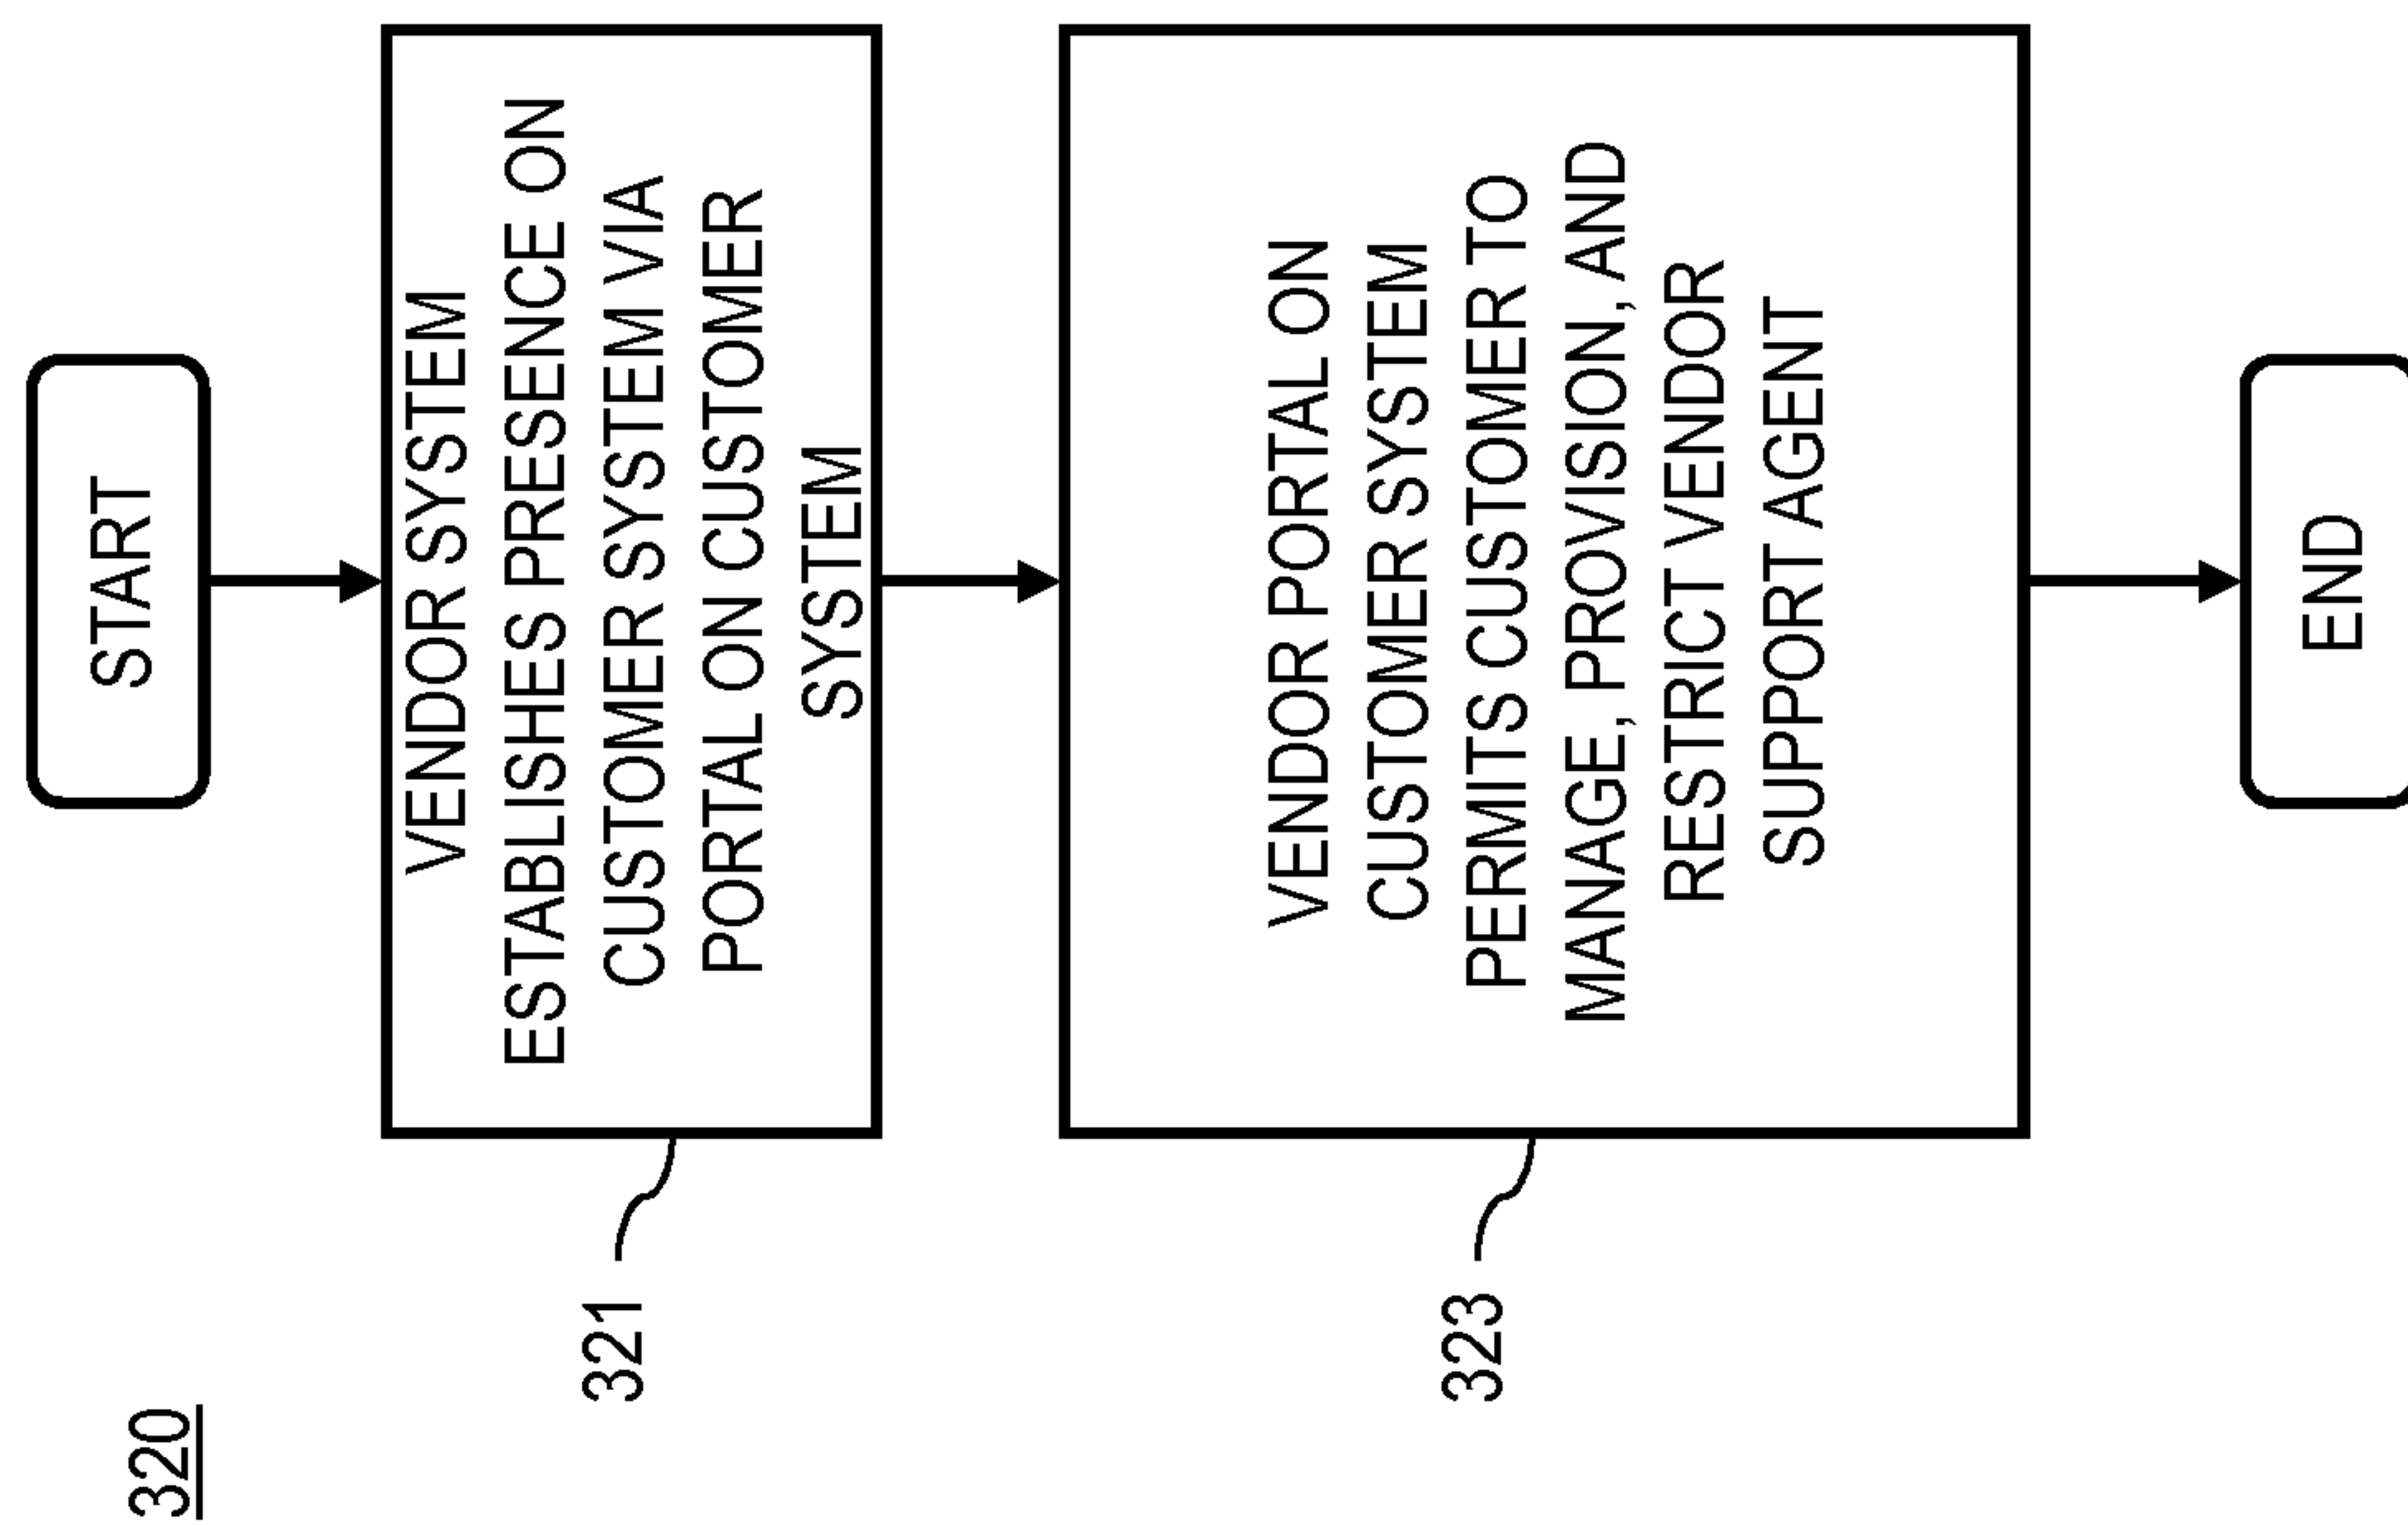 320
START
VENDOR SYSTEM
ESTABLISHES PRESENCE ON
CUSTOMER SYSTEM VIA
PORTAL ON CUSTOMER
SYSTEM
321
VENDOR PORTAL ON
CUSTOMER SYSTEM
PERMITS CUSTOMER TO
MANAGE, PROVISION, AND
RESTRICT VENDOR
SUPPORT AGENT
323
END